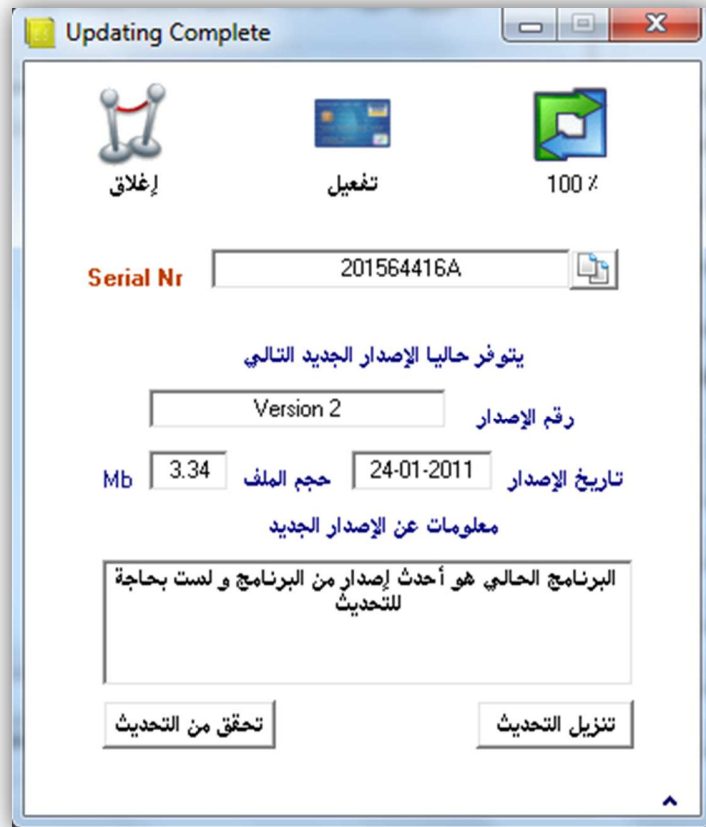 Updating Complete
إغلاق
تفعيل
100 %
Serial Nr
201564416A
يتوفر حاليا الإصدار الجديد التالي
رقم الإصدار
Version 2
تاريخ الإصدار
24-01-2011
حجم الملف
3.34
Mb
معلومات عن الإصدار الجديد
البرنامج الحالي هو أحدث إصدار من البرنامج و لست بحاجة
للتحديث
تنزيل التحديث
تحقق من التحديث